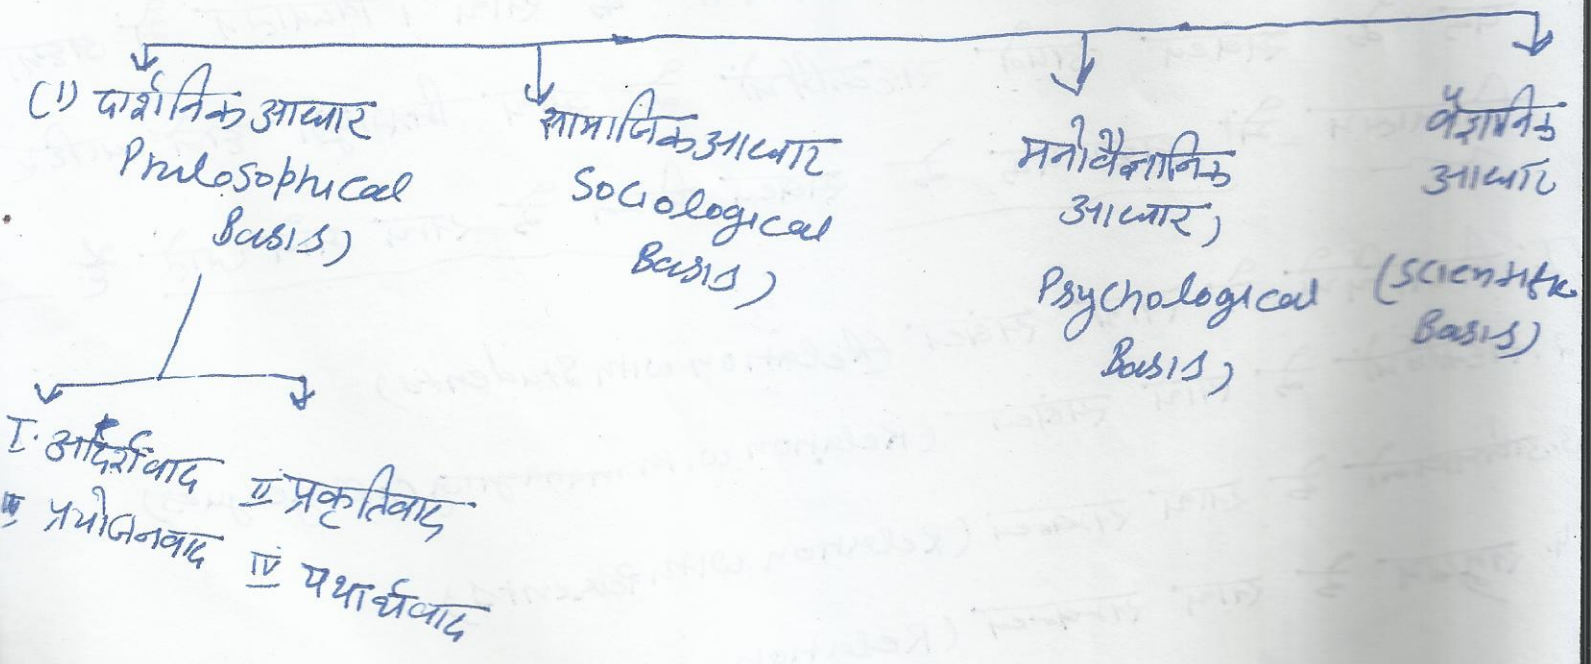 (1) दार्शनिक आधार
Philosophical
Basis)
सामाजिक आधार
Sociological
Basis)
मनोवैज्ञानिक
आधार)
Psychological
Basis)
वैज्ञानिक
आधार
(Scientific
Basis)
I. आदर्शवाद II प्रकृतिवाद
III प्रयोजनवाद IV यथार्थवाद